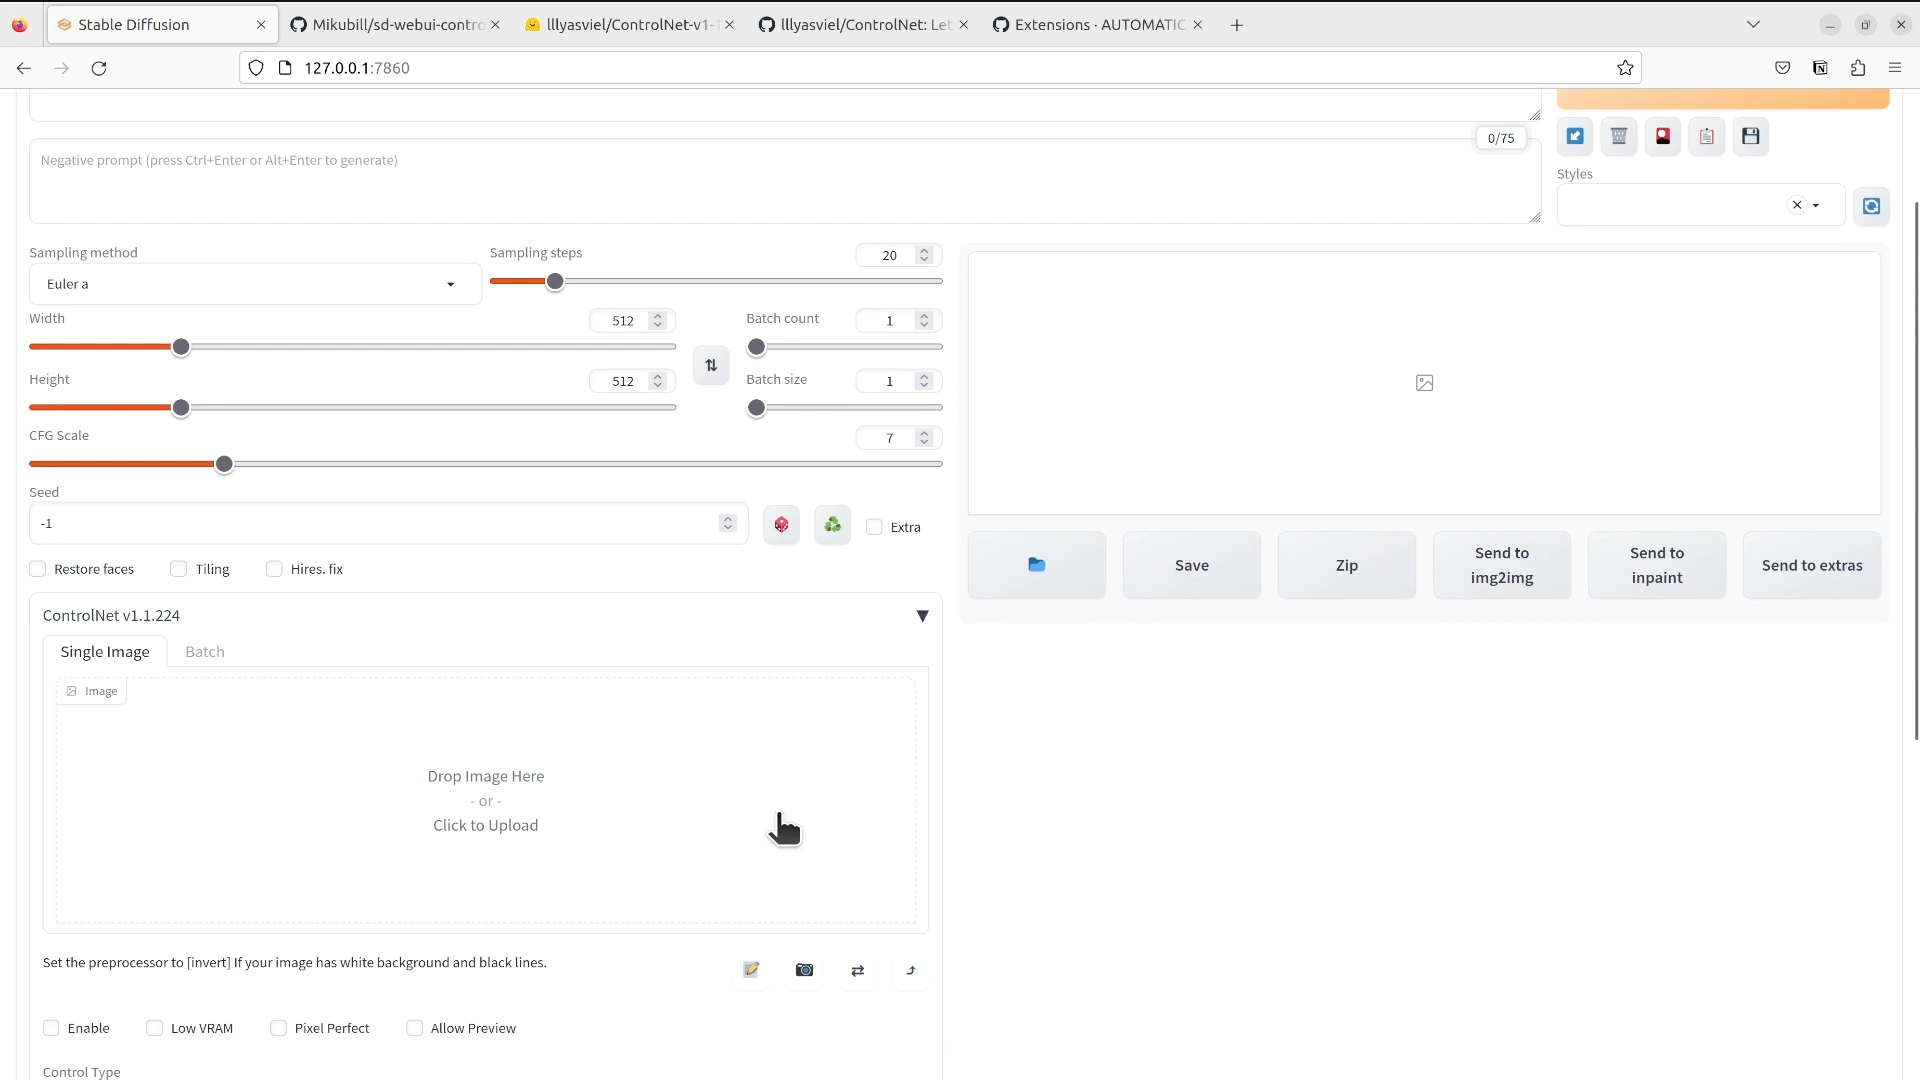 Stable Diffusion
Mikubill/sd-webui-contro
lllyasviel/ControlNet-v1-1
lllyasviel/ControlNet: Let
Extensions · AUTOMATIC
127.0.0.1:7860
0/75
Negative prompt (press Ctrl+Enter or Alt+Enter to generate)
Styles
Sampling method
Sampling steps
20
Euler a
Width
512
Batch count
1
Height
512
Batch size
1
CFG Scale
7
Seed
-1
Extra
Restore faces
Tiling
Hires. fix
Save
Zip
Send to
img2img
Send to
inpaint
Send to extras
ControlNet v1.1.224
Single Image
Batch
Image
Drop Image Here
- or -
Click to Upload
Set the preprocessor to [invert] If your image has white background and black lines.
Enable
Low VRAM
Pixel Perfect
Allow Preview
Control Type